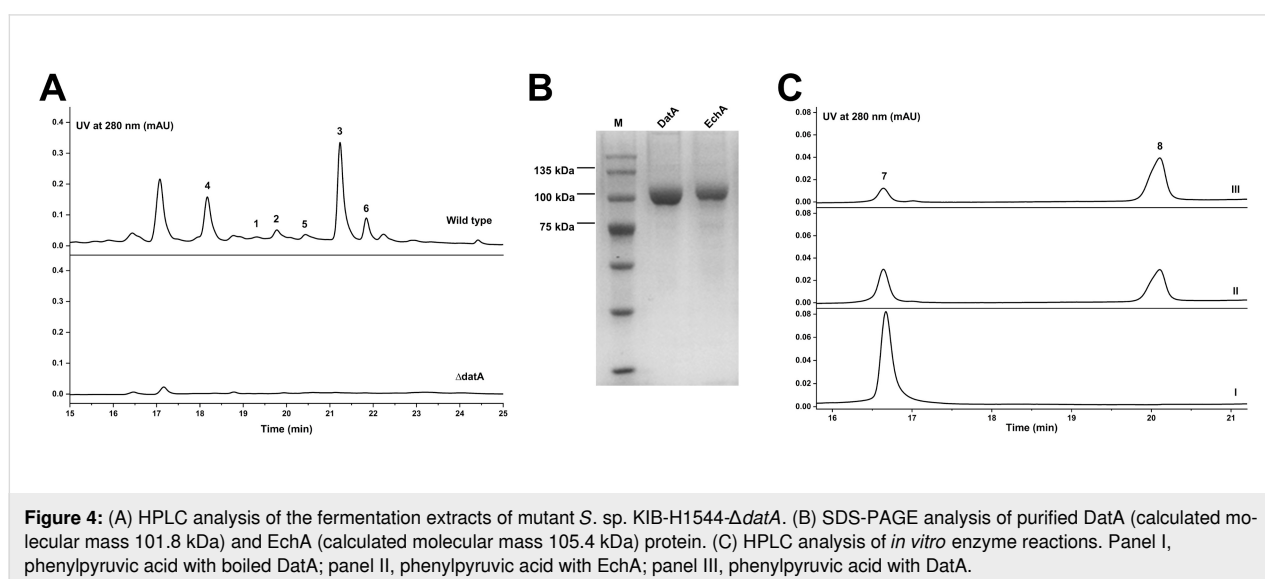 A
UV at 280 nm (mAU)
0.4
0.3
0.2
0.1
0.0
4
1
2
5
3
6
Wild type
0.4
0.3
0.2
0.1
0.0
ΔdatA
15 16 17 18 19 20 21 22 23 24 25
Time (min)
B
M DatA EchA
135 kDa
100 kDa
75 kDa
C
0.08
UV at 280 nm (mAU)
0.06
0.04
0.02
0.00
7
8
III
0.08
0.06
0.04
0.02
0.00
II
0.08
0.06
0.04
0.02
0.00
I
16 17 18 19 20 21
Time (min)
Figure 4: (A) HPLC analysis of the fermentation extracts of mutant S. sp. KIB-H1544-ΔdatA. (B) SDS-PAGE analysis of purified DatA (calculated mo-
lecular mass 101.8 kDa) and EchA (calculated molecular mass 105.4 kDa) protein. (C) HPLC analysis of in vitro enzyme reactions. Panel I,
phenylpyruvic acid with boiled DatA; panel II, phenylpyruvic acid with EchA; panel III, phenylpyruvic acid with DatA.